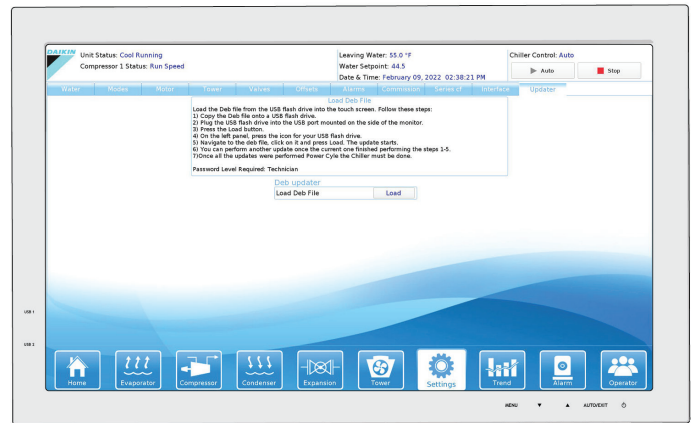 DAIKIN
Unit Status: Cool Running
Compressor 1 Status: Run Speed
Leaving Water: 55.0 °F
Water Setpoint: 44.5
Date & Time: February 09, 2022 02:38:21 PM
Chiller Control: Auto
Auto
Stop
Water Modes Motor Tower Valves Offsets Alarms Commission Series of Interface Updater
Load Deb File
Load the Deb file from the USB flash drive into the touch screen. Follow these steps:
1) Copy the Deb file onto a USB flash drive.
2) Plug the USB flash drive into the USB port mounted on the side of the monitor.
3) Press the Load button.
4) On the left panel, press the icon for your USB flash drive.
5) Navigate to the deb file, click on it and press Load. The update starts.
6) You can perform another update once the current one finished performing the steps 1-5.
7)Once all the updates were performed Power Cyle the Chiller must be done.
Password Level Required: Technician
Deb updater
Load Deb File Load
USB 1
USB 2
Home Evaporator Compressor Condenser Expansion Tower Settings Trend Alarm Operator
MENU ▼ ▲ AUTO/EXIT